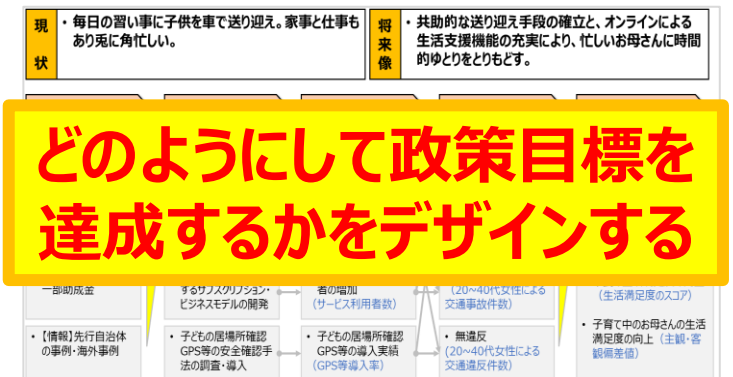 現状
・毎日の習い事に子供を車で送り迎え。家事と仕事も
あり兎に角忙しい。
将来像
・共助的な送り迎え手段の確立と、オンラインによる
生活支援機能の充実により、忙しいお母さんに時間
的ゆとりをとりもどす。
どのようにして政策目標を
達成するかをデザインする
一部助成金
するサブスクリプション・
ビジネスモデルの開発
者の増加
(サービス利用者数)
(20~40代女性による
交通事故件数)
(生活満足度のスコア)
・【情報】先行自治体
の事例・海外事例
・子どもの居場所確認
GPS等の安全確認手
法の調査・導入
・子どもの居場所確認
GPS等の導入実績
(GPS等導入率)
・無違反
(20~40代女性による
交通違反件数)
・子育て中のお母さんの生活
満足度の向上(主観・客
観偏差値)